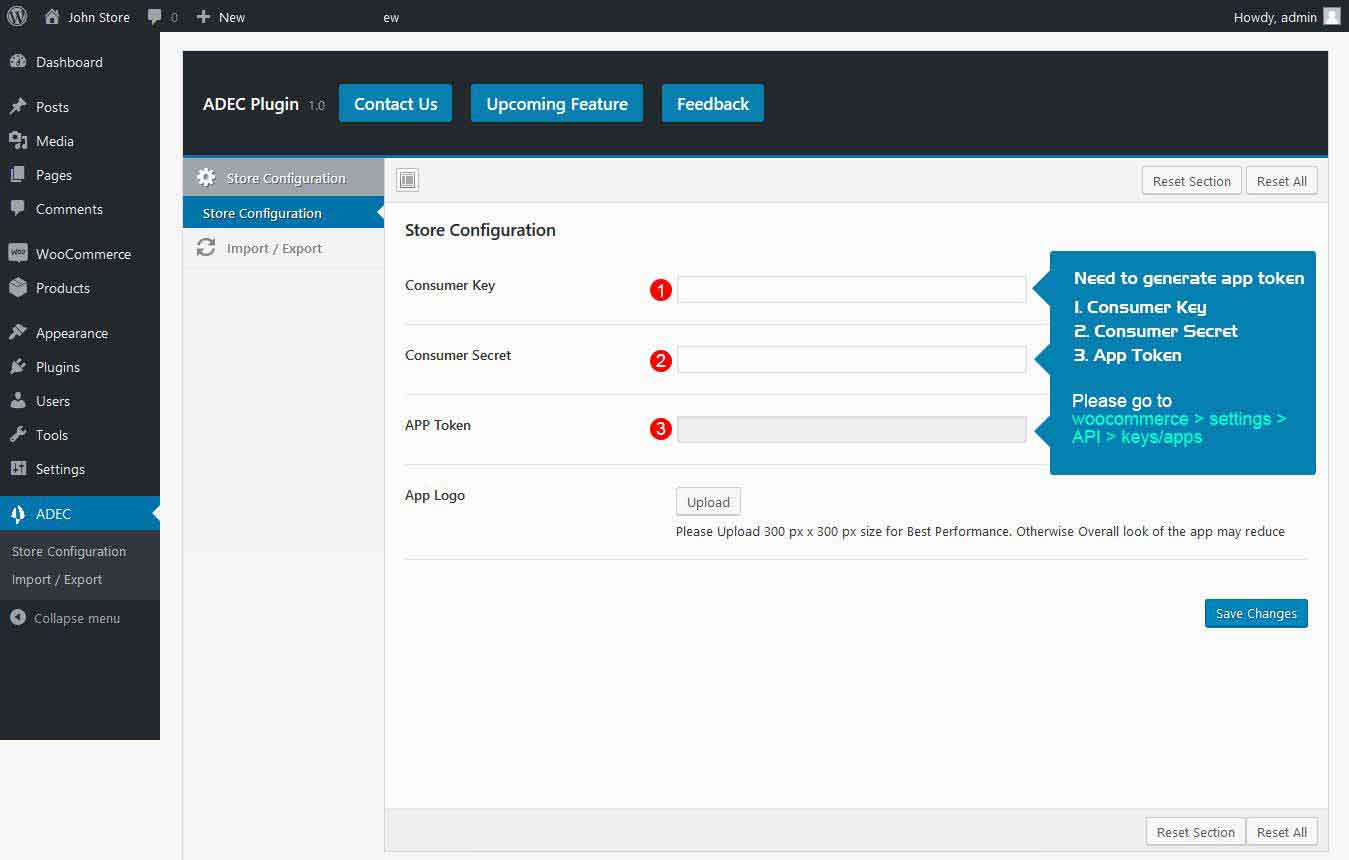 John Store 0 New ew Howdy, admin
Dashboard
Posts
Media
Pages
Comments
WOO WooCommerce
Products
Appearance
Plugins
Users
Tools
Settings
ADEC
Store Configuration
Import / Export
Collapse menu
ADEC Plugin 1.0 Contact Us Upcoming Feature Feedback
Store Configuration
Store Configuration
Import / Export
Reset Section Reset All
Store Configuration
Consumer Key 1
Consumer Secret 2
APP Token 3
Need to generate app token
1. Consumer Key
2. Consumer Secret
3. App Token
Please go to
woocommerce > settings >
API > keys/apps
App Logo Upload
Please Upload 300 px x 300 px size for Best Performance. Otherwise Overall look of the app may reduce
Save Changes
Reset Section Reset All